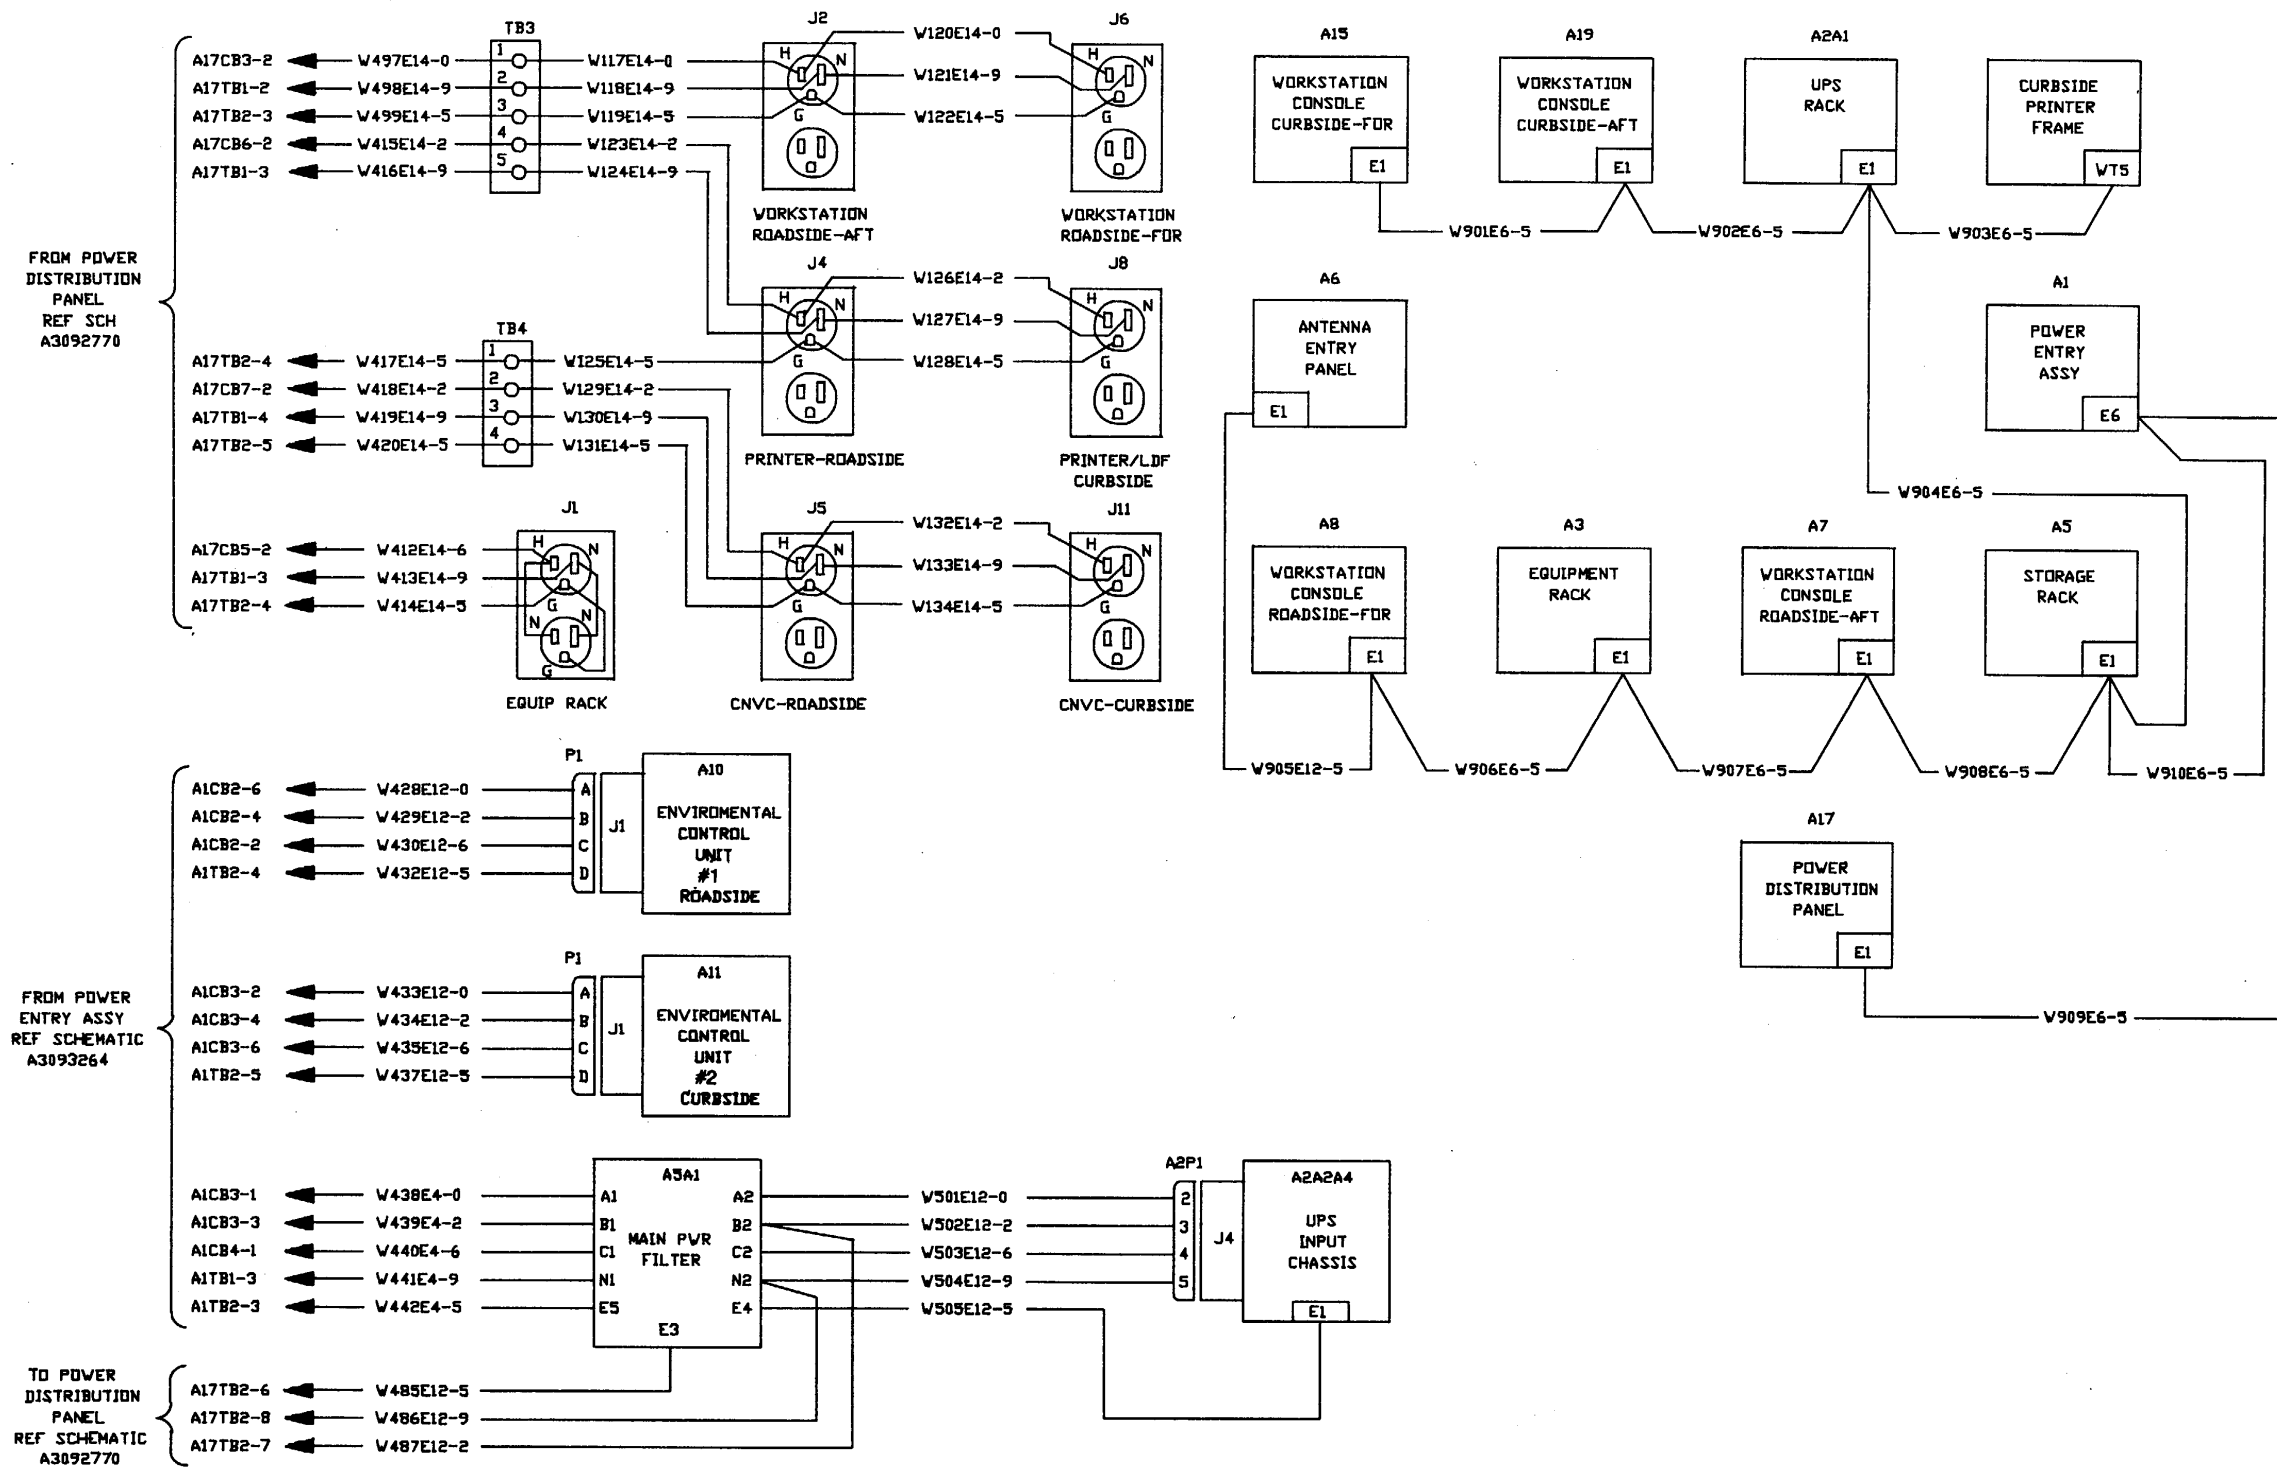 FROM POWER
DISTRIBUTION
PANEL
REF SCH
A3092770
A17CB3-2 W497E14-0
A17TB1-2 W498E14-9
A17TB2-3 W499E14-5
A17CB6-2 W415E14-2
A17TB1-3 W416E14-9
TB3
1
2
3
4
5
W117E14-0
W118E14-9
W119E14-5
W123E14-2
W124E14-9
J2
H N
G
WORKSTATION
ROADSIDE-AFT
W120E14-0
W121E14-9
W122E14-5
J6
H N
G
WORKSTATION
ROADSIDE-FOR
A17TB2-4 W417E14-5
A17CB7-2 W418E14-2
A17TB1-4 W419E14-9
A17TB2-5 W420E14-5
TB4
1
2
3
4
W125E14-5
W129E14-2
W130E14-9
W131E14-5
J4
H N
G
PRINTER-ROADSIDE
W126E14-2
W127E14-9
W128E14-5
J8
H N
G
PRINTER/LDF
CURBSIDE
A17CB5-2 W412E14-6
A17TB1-3 W413E14-9
A17TB2-4 W414E14-5
J1
H N
G
N N
G
EQUIP RACK
J5
H N
G
CNVC-ROADSIDE
W132E14-2
W133E14-9
W134E14-5
J11
H N
G
CNVC-CURBSIDE
FROM POWER
ENTRY ASSY
REF SCHEMATIC
A3093264
A1CB2-6 W428E12-0
A1CB2-4 W429E12-2
A1CB2-2 W430E12-6
A1TB2-4 W432E12-5
P1
A
B
C
D
J1
A10
ENVIROMENTAL
CONTROL
UNIT
#1
ROADSIDE
A1CB3-2 W433E12-0
A1CB3-4 W434E12-2
A1CB3-6 W435E12-6
A1TB2-5 W437E12-5
P1
A
B
C
D
J1
A11
ENVIROMENTAL
CONTROL
UNIT
#2
CURBSIDE
A1CB3-1 W438E4-0
A1CB3-3 W439E4-2
A1CB4-1 W440E4-6
A1TB1-3 W441E4-9
A1TB2-3 W442E4-5
A5A1
A1 A2
B1 B2
MAIN PWR
FILTER
C1 C2
N1 N2
E5 E4
E3
W501E12-0
W502E12-2
W503E12-6
W504E12-9
W505E12-5
A2P1
2
3
4
5
J4
A2A2A4
UPS
INPUT
CHASSIS
E1
TO POWER
DISTRIBUTION
PANEL
REF SCHEMATIC
A3092770
A17TB2-6 W485E12-5
A17TB2-8 W486E12-9
A17TB2-7 W487E12-2
A15
WORKSTATION
CONSOLE
CURBSIDE-FOR
E1
A19
WORKSTATION
CONSOLE
CURBSIDE-AFT
E1
A2A1
UPS
RACK
E1
CURBSIDE
PRINTER
FRAME
WT5
W901E6-5
W902E6-5
W903E6-5
A6
ANTENNA
ENTRY
PANEL
E1
A1
POWER
ENTRY
ASSY
E6
W904E6-5
A8
WORKSTATION
CONSOLE
ROADSIDE-FOR
E1
A3
EQUIPMENT
RACK
E1
A7
WORKSTATION
CONSOLE
ROADSIDE-AFT
E1
A5
STORAGE
RACK
E1
W905E12-5
W906E6-5
W907E6-5
W908E6-5
W910E6-5
A17
POWER
DISTRIBUTION
PANEL
E1
W909E6-5